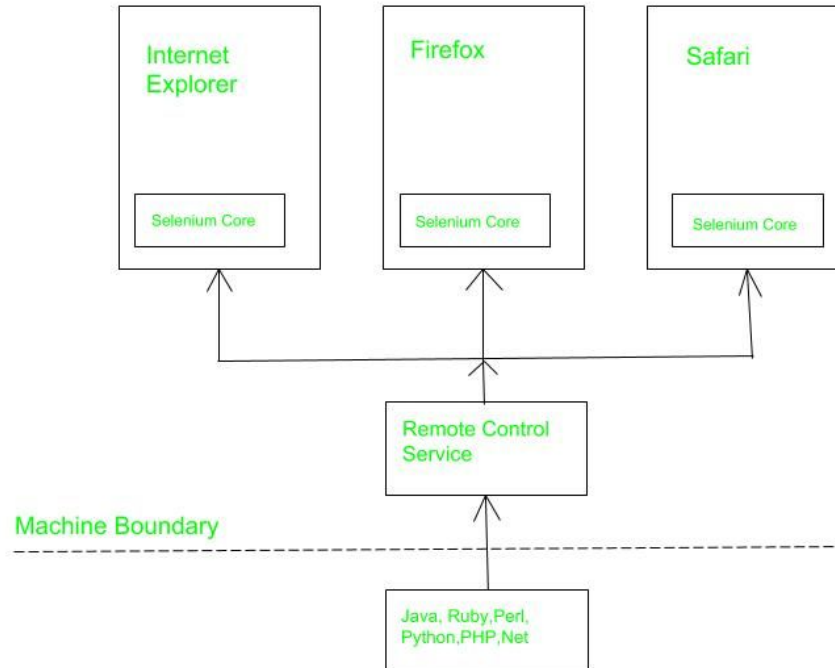 Internet
Explorer
Firefox
Safari
Selenium Core
Selenium Core
Selenium Core
Remote Control
Service
Machine Boundary
Java, Ruby,Perl,
Python,PHP,Net